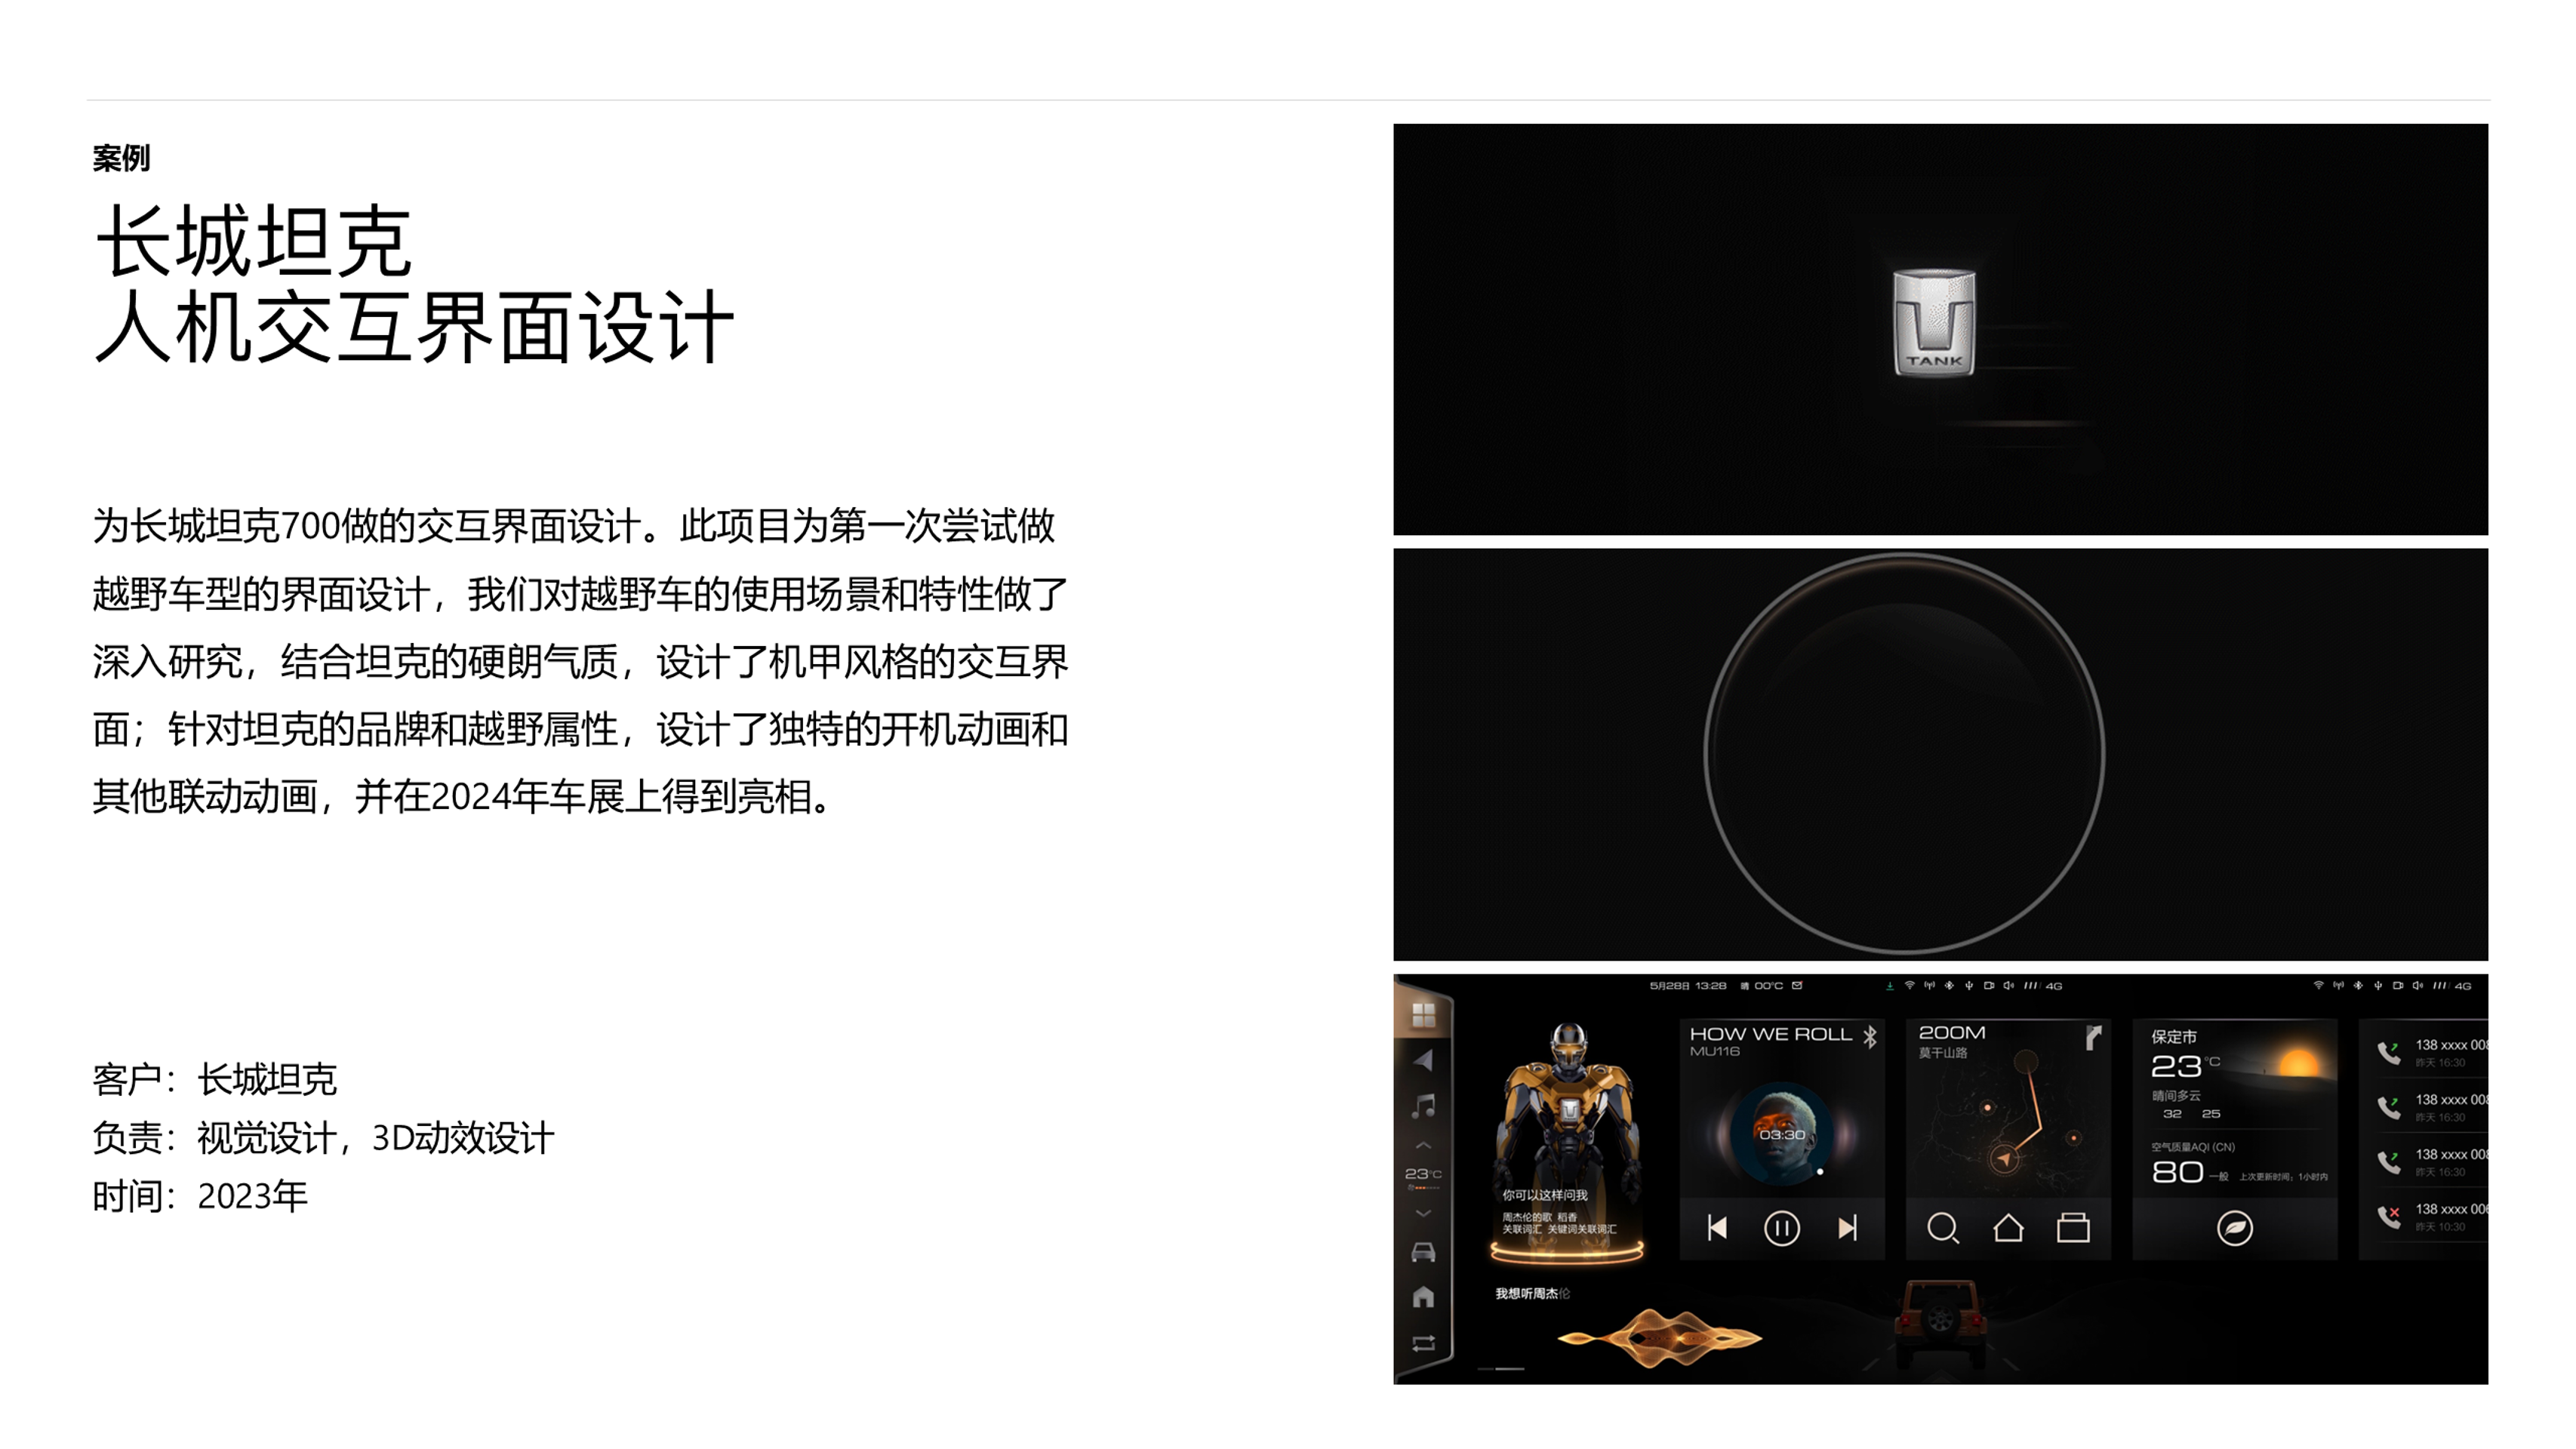 案例
长城坦克
人机交互界面设计
为长城坦克700做的交互界面设计。此项目为第一次尝试做
越野车型的界面设计，我们对越野车的使用场景和特性做了
深入研究，结合坦克的硬朗气质，设计了机甲风格的交互界
面；针对坦克的品牌和越野属性，设计了独特的开机动画和
其他联动动画，并在2024年车展上得到亮相。
客户：长城坦克
负责：视觉设计，3D动效设计
时间：2023年
TANK
5月28日 13:28 晴 00°C
4G
4G
23°C
你可以这样问我
周杰伦的歌 稻香
关联词汇 关键词关联词汇
我想听周杰伦
HOW WE ROLL
MU116
03:30
200M
莫干山路
保定市
23°C
晴间多云
32 25
空气质量AQI (CN)
80 一般 上次更新时间：1小时内
138 xxxx 008
昨天 16:30
138 xxxx 008
昨天 16:30
138 xxxx 008
昨天 16:30
138 xxxx 006
昨天 10:30